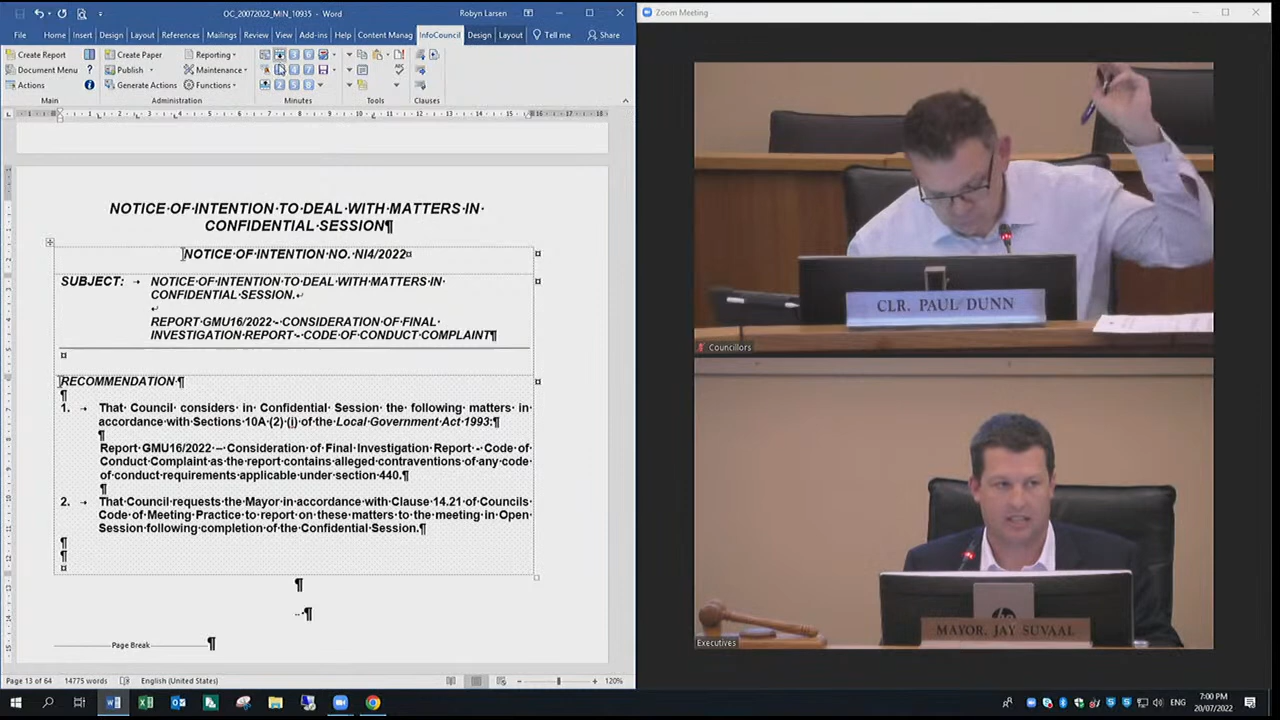 OC_20072022_MIN_10935 - Word
Robyn Larsen
File Home Insert Design Layout References Mailings Review View Add-ins Help Content Manag InfoCouncil Design Layout Tell me Share
Create Report
Document Menu
Actions
Main
Create Paper
Publish
Generate Actions
Reporting
Maintenance
Functions
Administration
Minutes
Tools
Clauses
NOTICE OF INTENTION TO DEAL WITH MATTERS IN
CONFIDENTIAL SESSION¶
NOTICE OF INTENTION NO. NI4/2022¤
SUBJECT: NOTICE OF INTENTION TO DEAL WITH MATTERS IN
CONFIDENTIAL SESSION.
REPORT GMU16/2022 - CONSIDERATION OF FINAL
INVESTIGATION REPORT - CODE OF CONDUCT COMPLAINT¶
RECOMMENDATION ¶
1. That Council considers in Confidential Session the following matters in
accordance with Sections 10A (2) (i) of the Local Government Act 1993:¶
Report GMU16/2022 – Consideration of Final Investigation Report - Code of
Conduct Complaint as the report contains alleged contraventions of any code
of conduct requirements applicable under section 440.¶
2. That Council requests the Mayor in accordance with Clause 14.21 of Councils
Code of Meeting Practice to report on these matters to the meeting in Open
Session following completion of the Confidential Session.¶
Page Break
Page 13 of 64 14775 words English (United States) 120%
Zoom Meeting
CLR. PAUL DUNN
Councillors
MAYOR. JAY SUVAAL
Executives
ENG
7:00 PM
20/07/2022